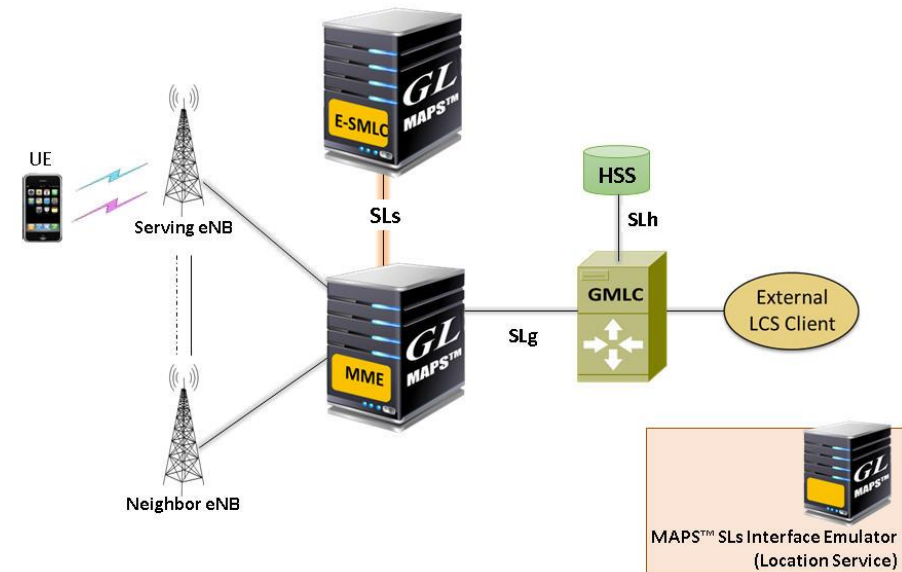 GL
MAPS™
E-SMLC
UE
Serving eNB
SLs
HSS
SLh
GMLC
External
LCS Client
SLg
GL
MAPS™
MME
Neighbor eNB
GL
MAPS™
MAPS™ SLs Interface Emulator
(Location Service)